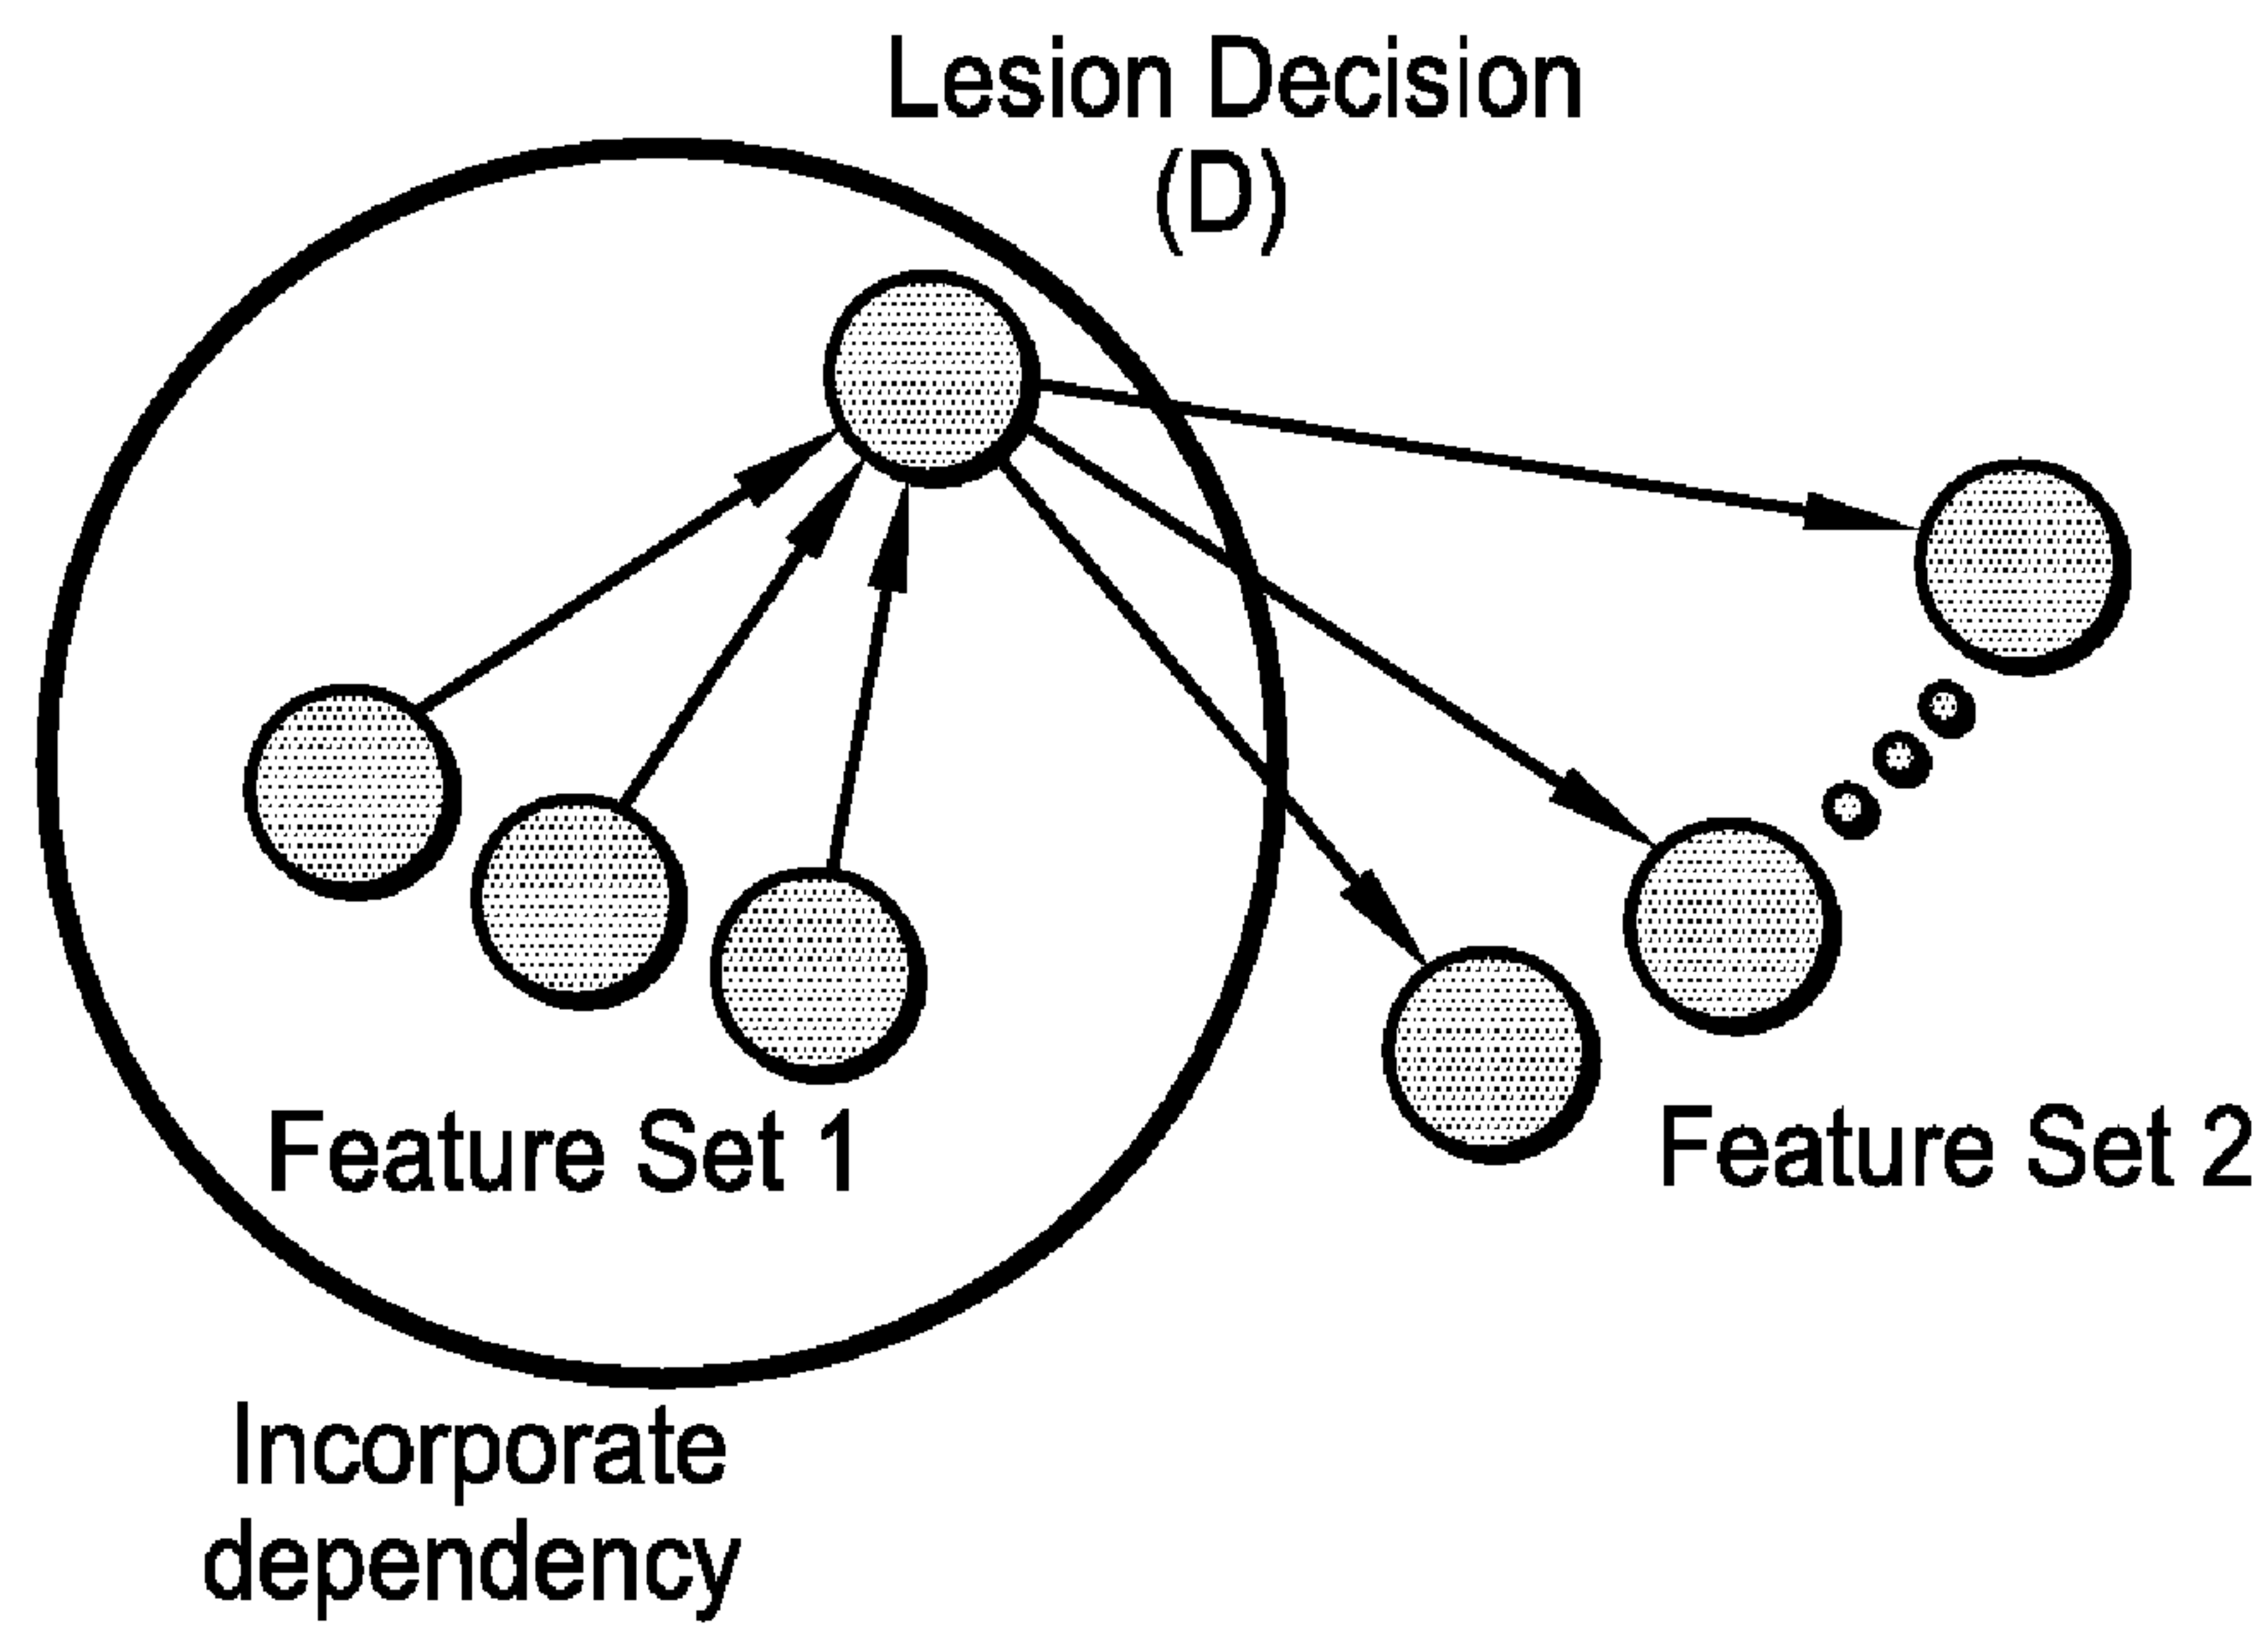 Lesion Decision
(D)
Feature Set 1
Feature Set 2
Incorporate
dependency